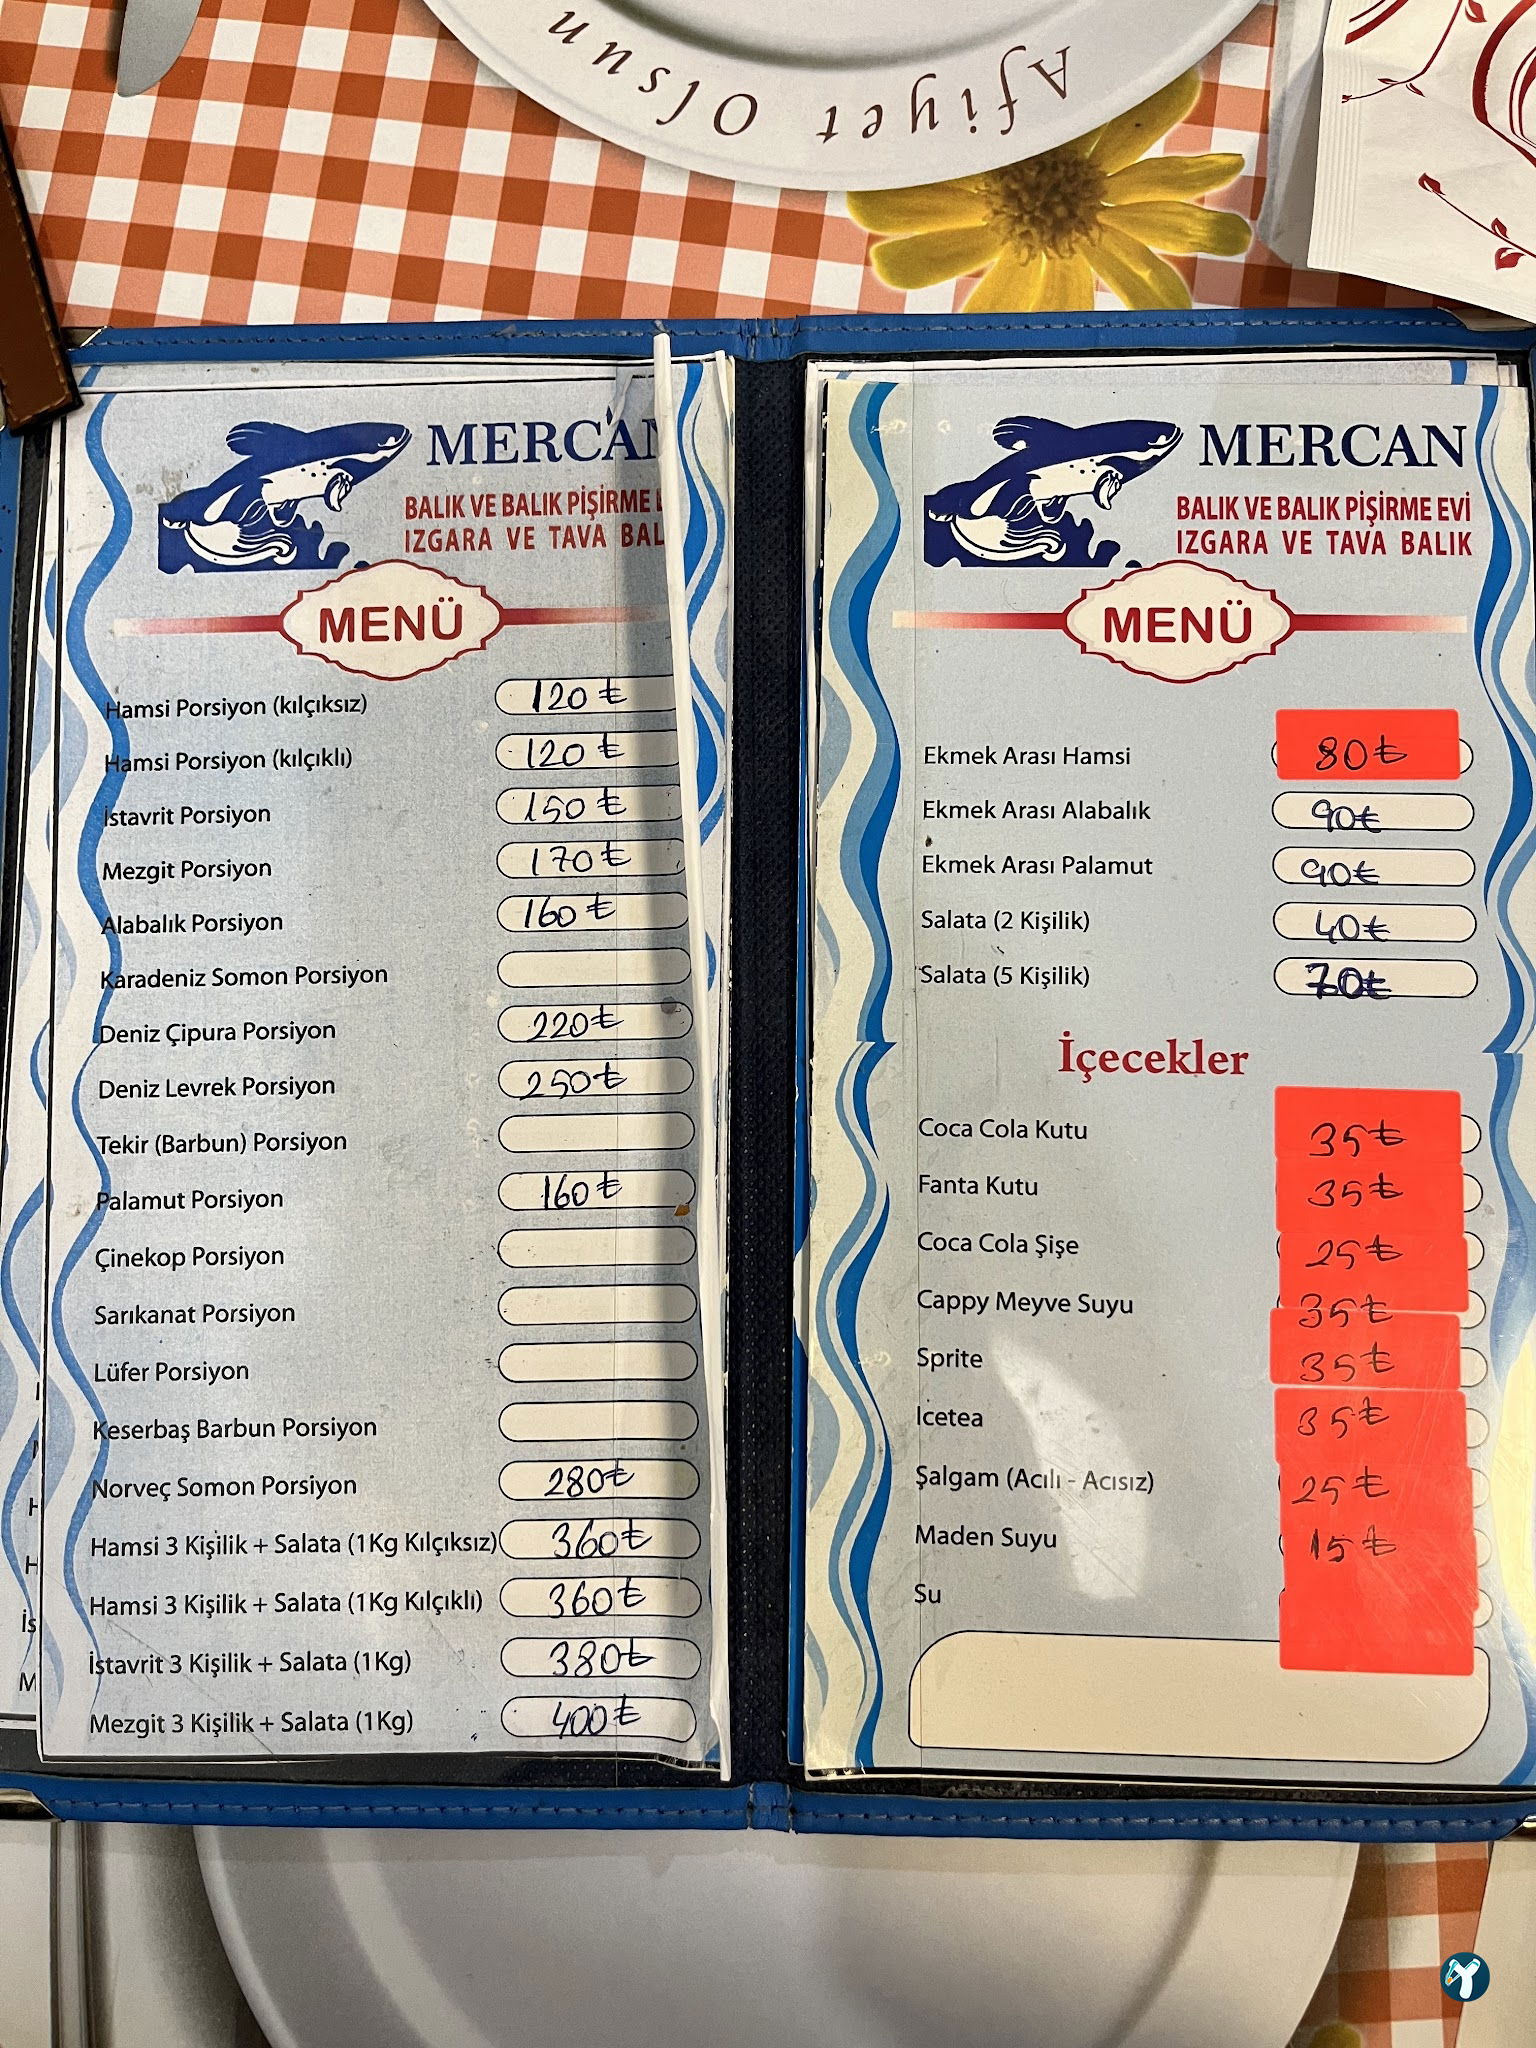 Afiyet Olsun
MERCAN
BALIK VE BALIK PİŞİRME
IZGARA VE TAVA BAL
MENÜ
Hamsi Porsiyon (kılçıksız) 120₺
Hamsi Porsiyon (kılçıklı) 120₺
İstavrit Porsiyon 150₺
Mezgit Porsiyon 170₺
Alabalık Porsiyon 160₺
Karadeniz Somon Porsiyon
Deniz Çipura Porsiyon 220₺
Deniz Levrek Porsiyon 250₺
Tekir (Barbun) Porsiyon
Palamut Porsiyon 160₺
Çinekop Porsiyon
Sarıkanat Porsiyon
Lüfer Porsiyon
Keserbaş Barbun Porsiyon
Norveç Somon Porsiyon 280₺
Hamsi 3 Kişilik + Salata (1Kg Kılçıksız) 360₺
Hamsi 3 Kişilik + Salata (1Kg Kılçıklı) 360₺
İstavrit 3 Kişilik + Salata (1Kg) 380₺
Mezgit 3 Kişilik + Salata (1Kg) 400₺
MERCAN
BALIK VE BALIK PİŞİRME EVİ
IZGARA VE TAVA BALIK
MENÜ
Ekmek Arası Hamsi 80₺
Ekmek Arası Alabalık 90₺
Ekmek Arası Palamut 90₺
Salata (2 Kişilik) 40₺
Salata (5 Kişilik) 70₺
İçecekler
Coca Cola Kutu 35₺
Fanta Kutu 35₺
Coca Cola Şişe 25₺
Cappy Meyve Suyu 35₺
Sprite 35₺
Icetea 35₺
Şalgam (Acılı - Acısız) 25₺
Maden Suyu 15₺
Su